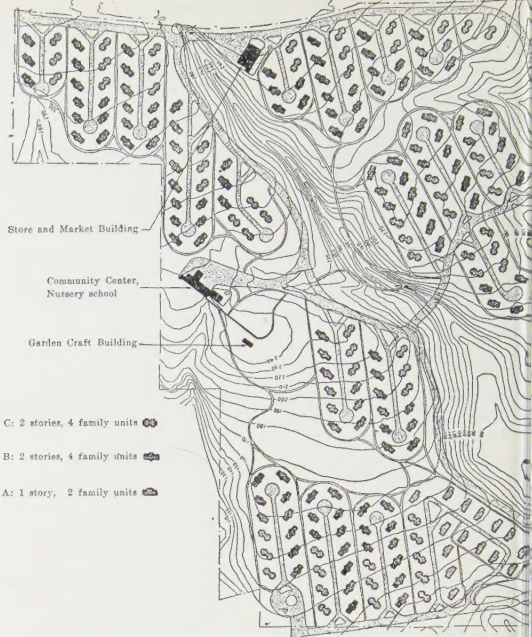 Store and Market Building
Community Center,
Nursery school
Garden Craft Building
C: 2 stories, 4 family units
B: 2 stories, 4 family units
A: 1 story, 2 family units